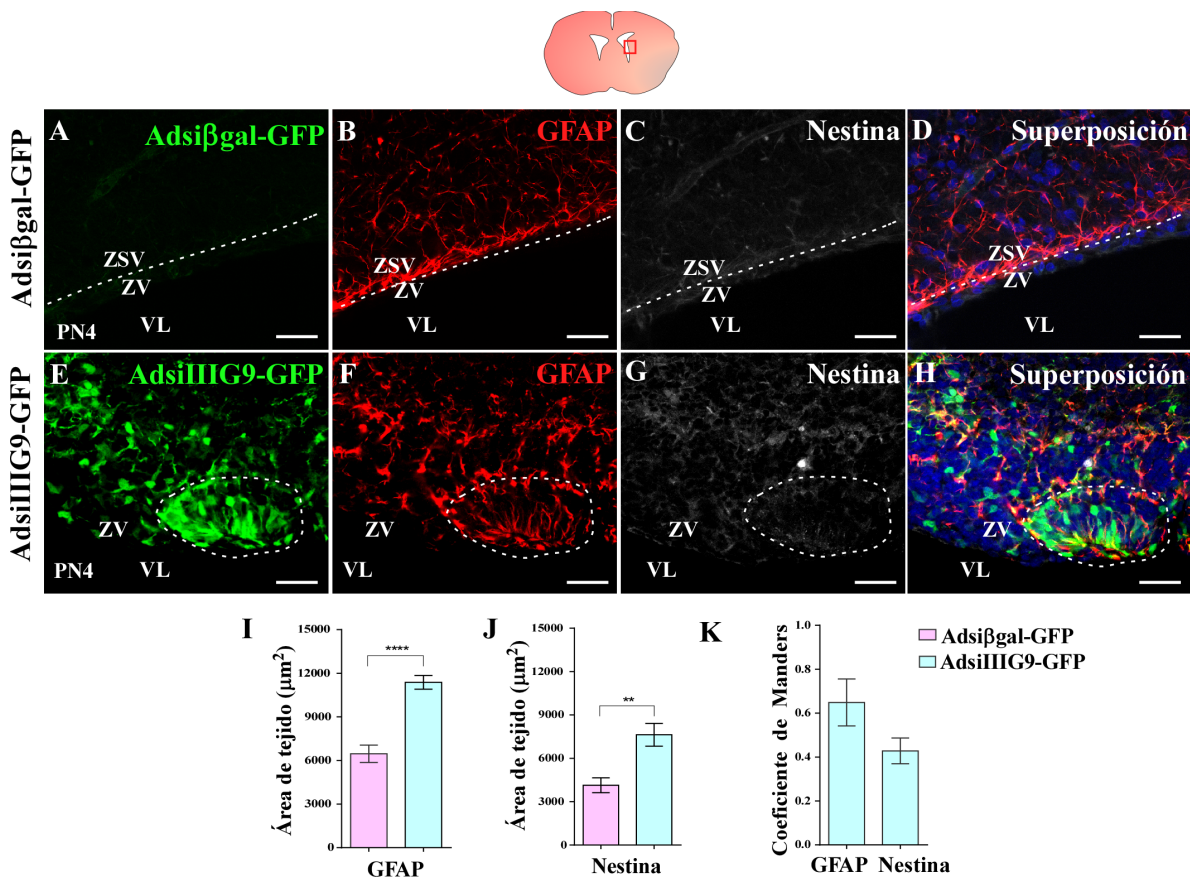 A Adsiβgal-GFP
B GFAP
C Nestina
D Superposición
Adsiβgal-GFP
ZSV
ZV
VL
PN4
ZSV
ZV
VL
ZSV
ZV
VL
E AdsiIIIG9-GFP
F GFAP
G Nestina
H Superposición
AdsiIIIG9-GFP
ZV
VL
PN4
ZV
VL
ZV
VL
ZV
VL
I
Área de tejido (μm²)
15000
12000
9000
6000
3000
0
****
GFAP
J
Área de tejido (μm²)
15000
12000
9000
6000
3000
0
**
Nestina
K
Coeficiente de Manders
1.0
0.8
0.6
0.4
0.2
0.0
GFAP Nestina
Adsiβgal-GFP
AdsiIIIG9-GFP